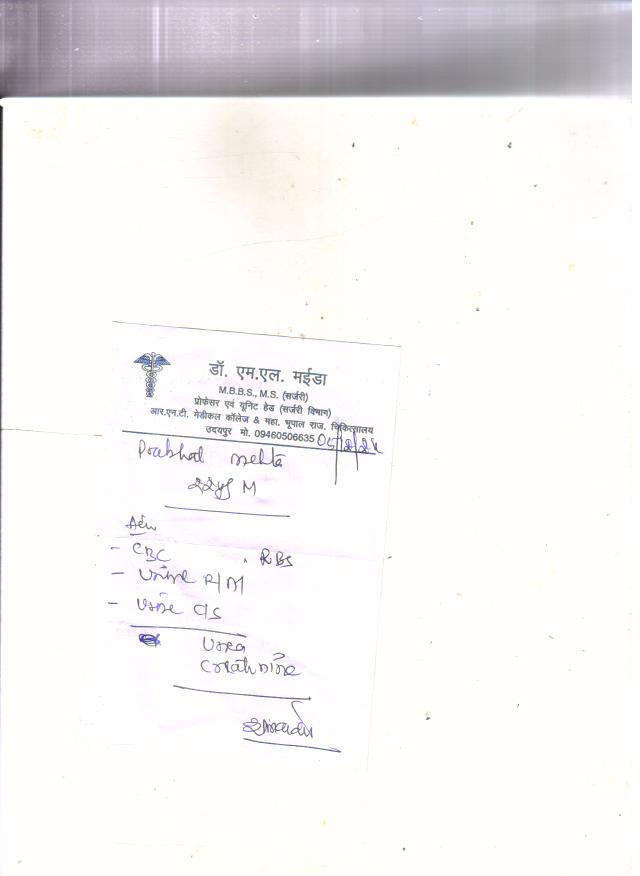 डॉ. एम.एल. मईडा
M.B.B.S., M.S. (सर्जरी)
प्रोफेसर एवं यूनिट हेड (सर्जरी विभाग)
आर.एन.टी. मेडीकल कॉलेज & महा. भूपाल राज. चिकित्सालय
उदयपुर मो. 09460506635
Mehta
22y M
Adv
- CBC . RBS
- Urine R/M
- Urine C/S
Urea
Creatinine